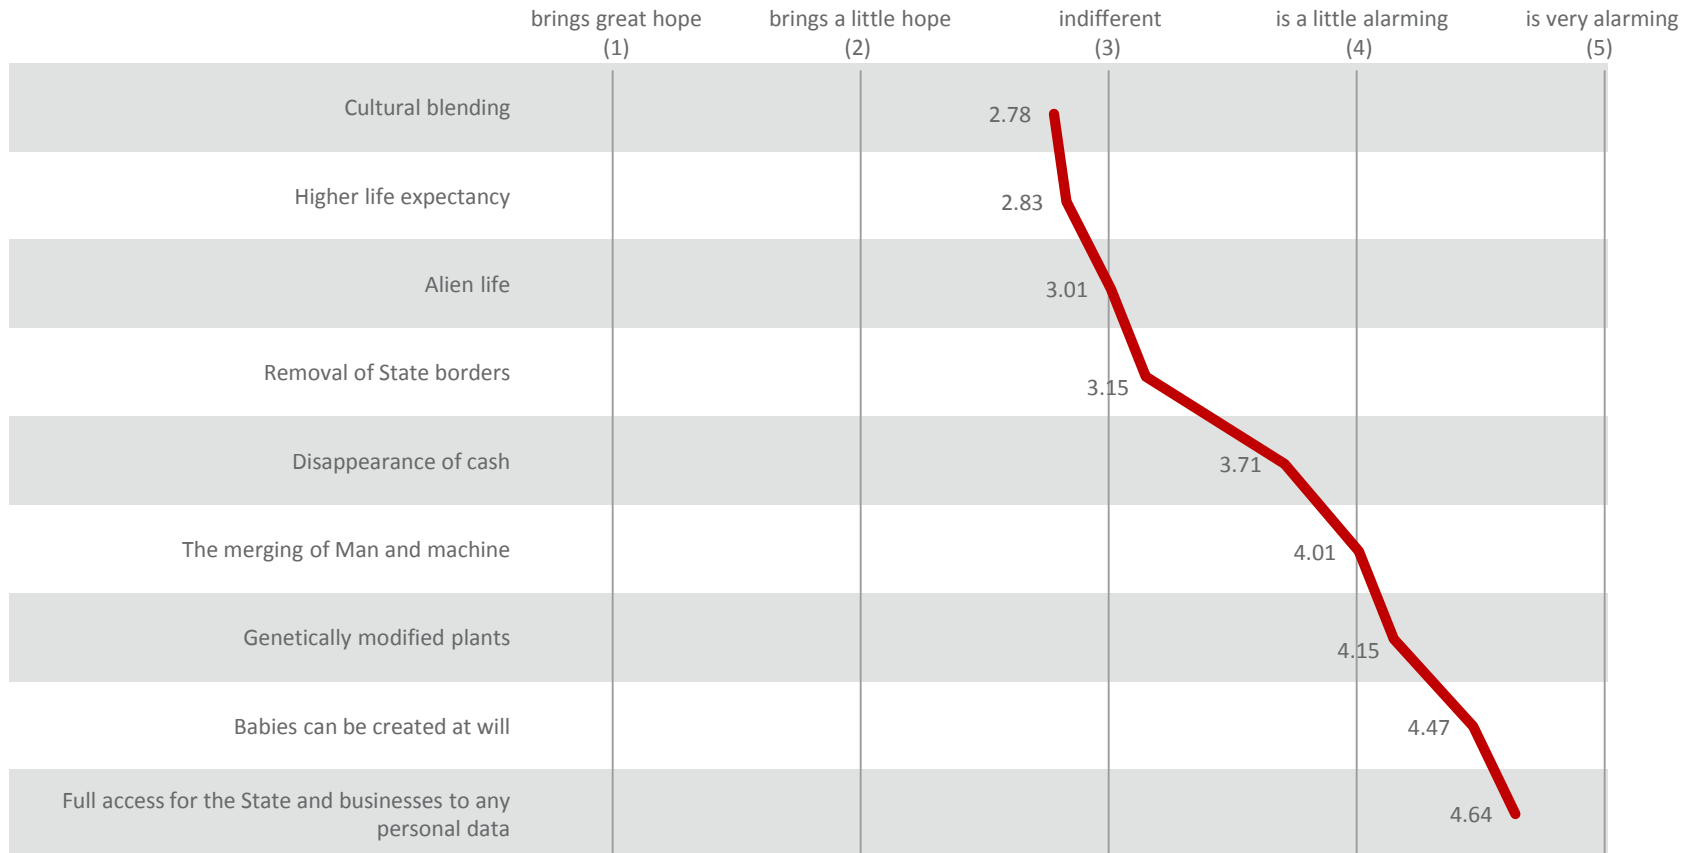 brings great hope brings a little hope indifferent is a little alarming is very alarming
(1) (2) (3) (4) (5)
Cultural blending 2.78
Higher life expectancy 2.83
Alien life 3.01
Removal of State borders 3.15
Disappearance of cash 3.71
The merging of Man and machine 4.01
Genetically modified plants 4.15
Babies can be created at will 4.47
Full access for the State and businesses to any
personal data 4.64